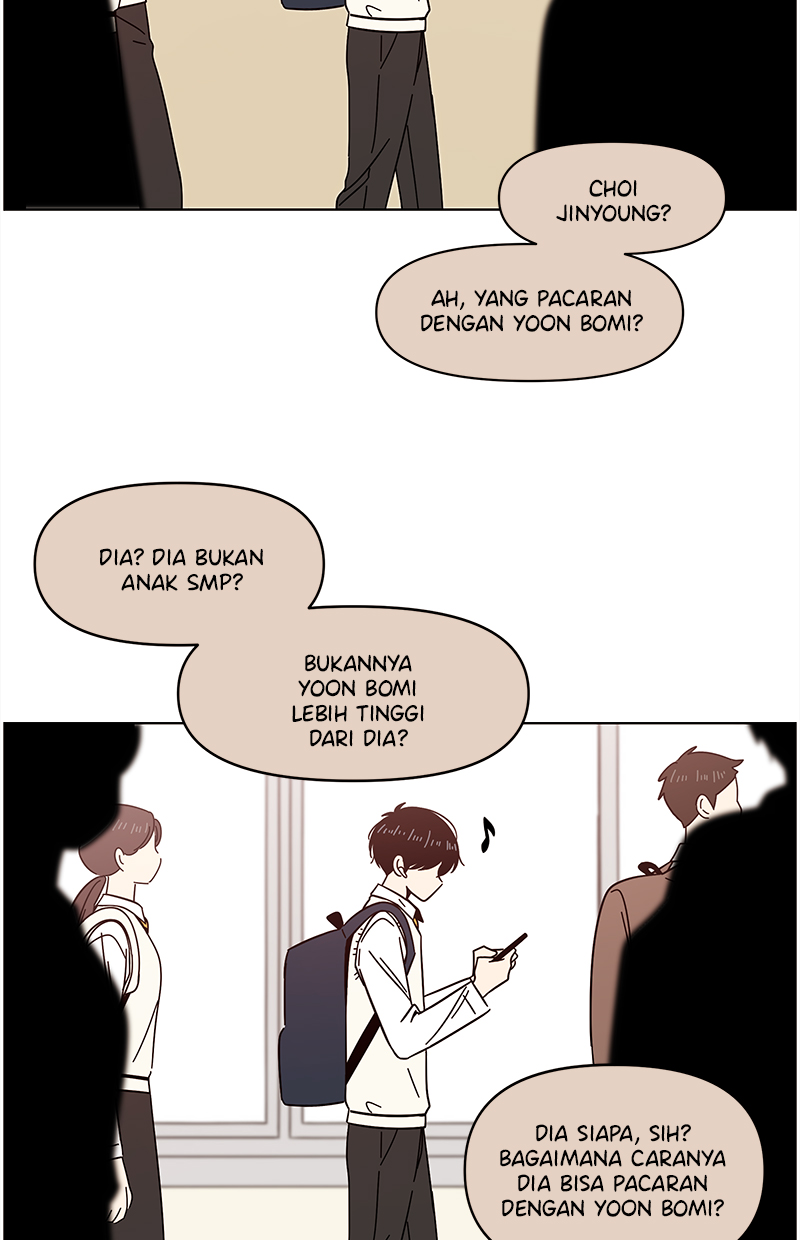 CHOI
JINYOUNG?
AH, YANG PACARAN
DENGAN YOON BOMI?
DIA? DIA BUKAN
ANAK SMP?
BUKANNYA
YOON BOMI
LEBIH TINGGI
DARI DIA?
DIA SIAPA, SIH?
BAGAIMANA CARANYA
DIA BISA PACARAN
DENGAN YOON BOMI?